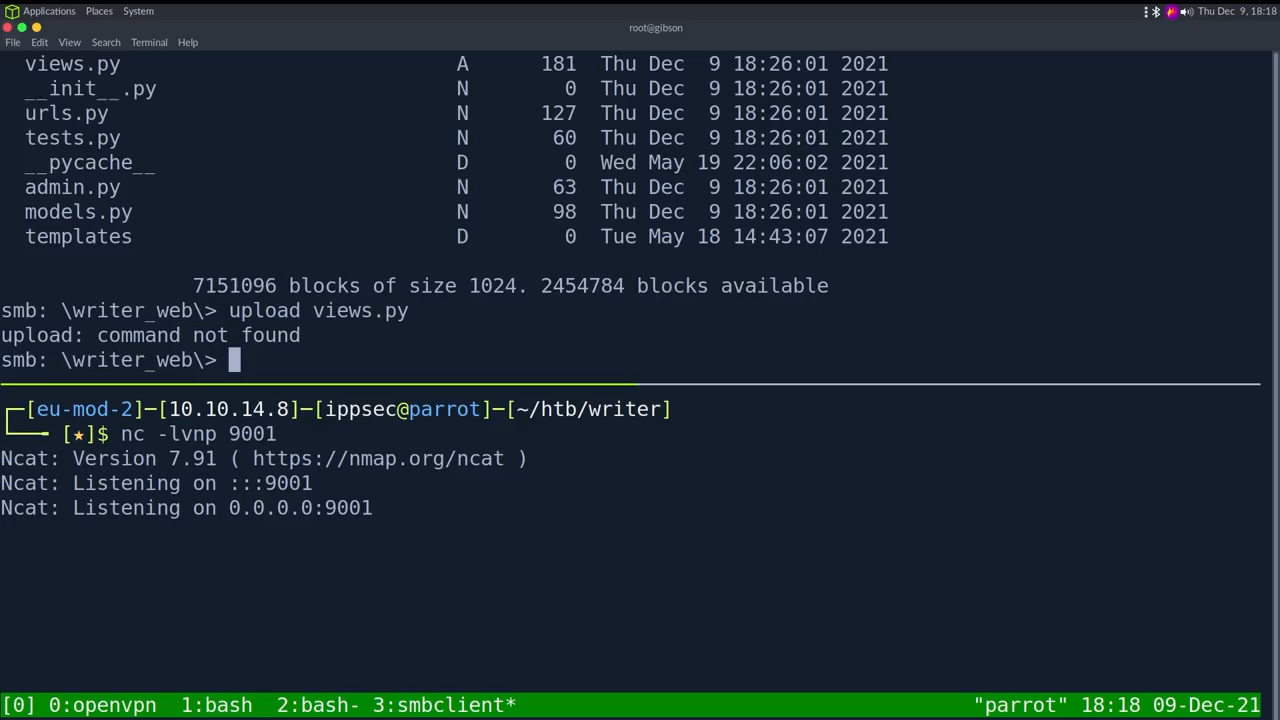 Applications Places System Thu Dec 9, 18:18
root@gibson
File Edit View Search Terminal Help
views.py A 181 Thu Dec 9 18:26:01 2021
__init__.py N 0 Thu Dec 9 18:26:01 2021
urls.py N 127 Thu Dec 9 18:26:01 2021
tests.py N 60 Thu Dec 9 18:26:01 2021
__pycache__ D 0 Wed May 19 22:06:02 2021
admin.py N 63 Thu Dec 9 18:26:01 2021
models.py N 98 Thu Dec 9 18:26:01 2021
templates D 0 Tue May 18 14:43:07 2021
7151096 blocks of size 1024. 2454784 blocks available
smb: \writer_web\> upload views.py
upload: command not found
smb: \writer_web\>
┌─[eu-mod-2]─[10.10.14.8]─[ippsec@parrot]─[~/htb/writer]
└──╼ [★]$ nc -lvnp 9001
Ncat: Version 7.91 ( https://nmap.org/ncat )
Ncat: Listening on :::9001
Ncat: Listening on 0.0.0.0:9001
[0] 0:openvpn 1:bash 2:bash- 3:smbclient* "parrot" 18:18 09-Dec-21